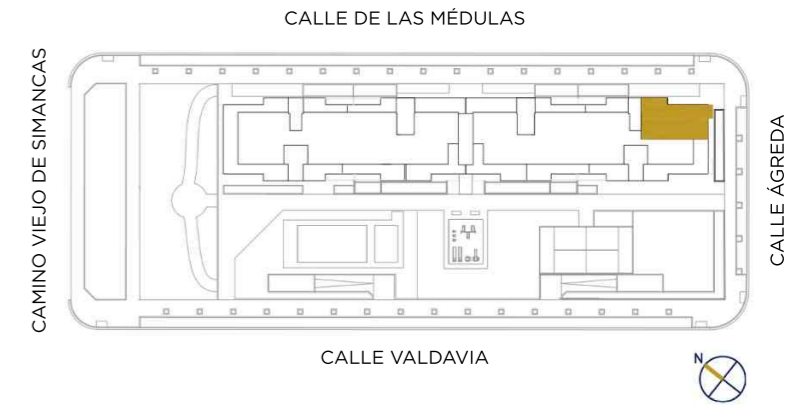 CALLE DE LAS MÉDULAS
CAMINO VIEJO DE SIMANCAS
CALLE ÁGREDA
CALLE VALDAVIA
N